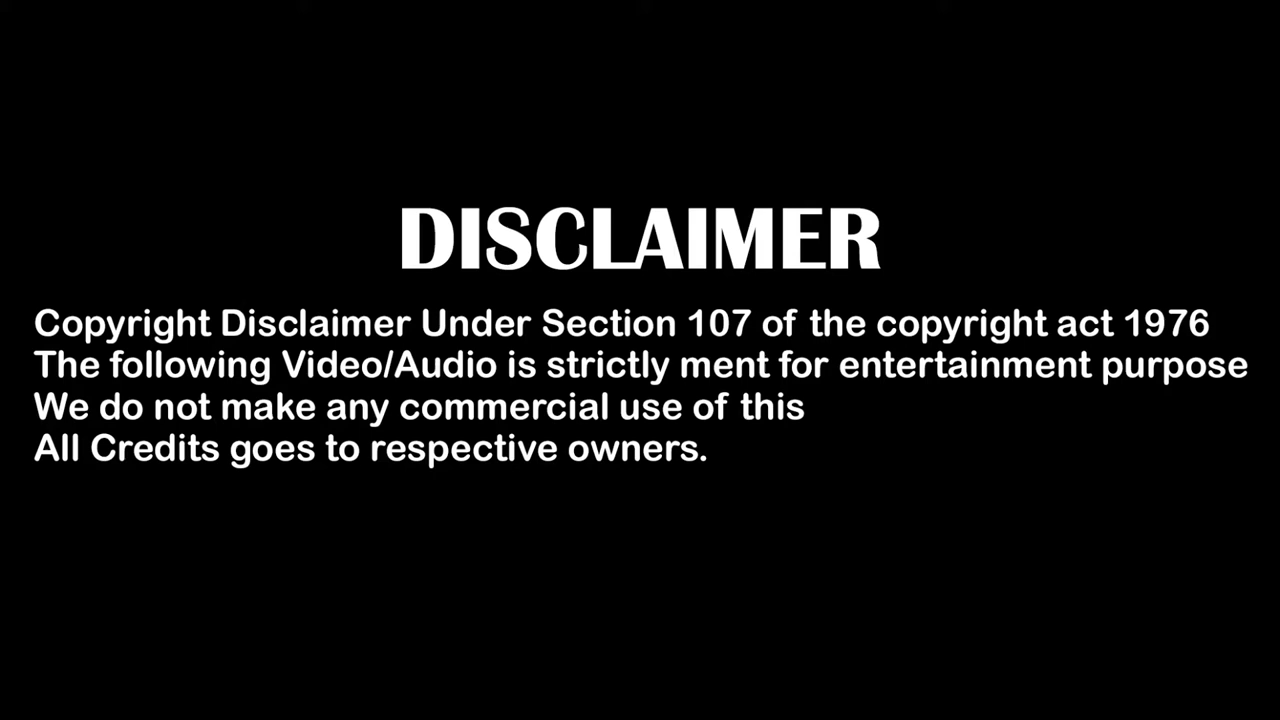 DISCLAIMER
Copyright Disclaimer Under Section 107 of the copyright act 1976
The following Video/Audio is strictly ment for entertainment purpose
We do not make any commercial use of this
All Credits goes to respective owners.